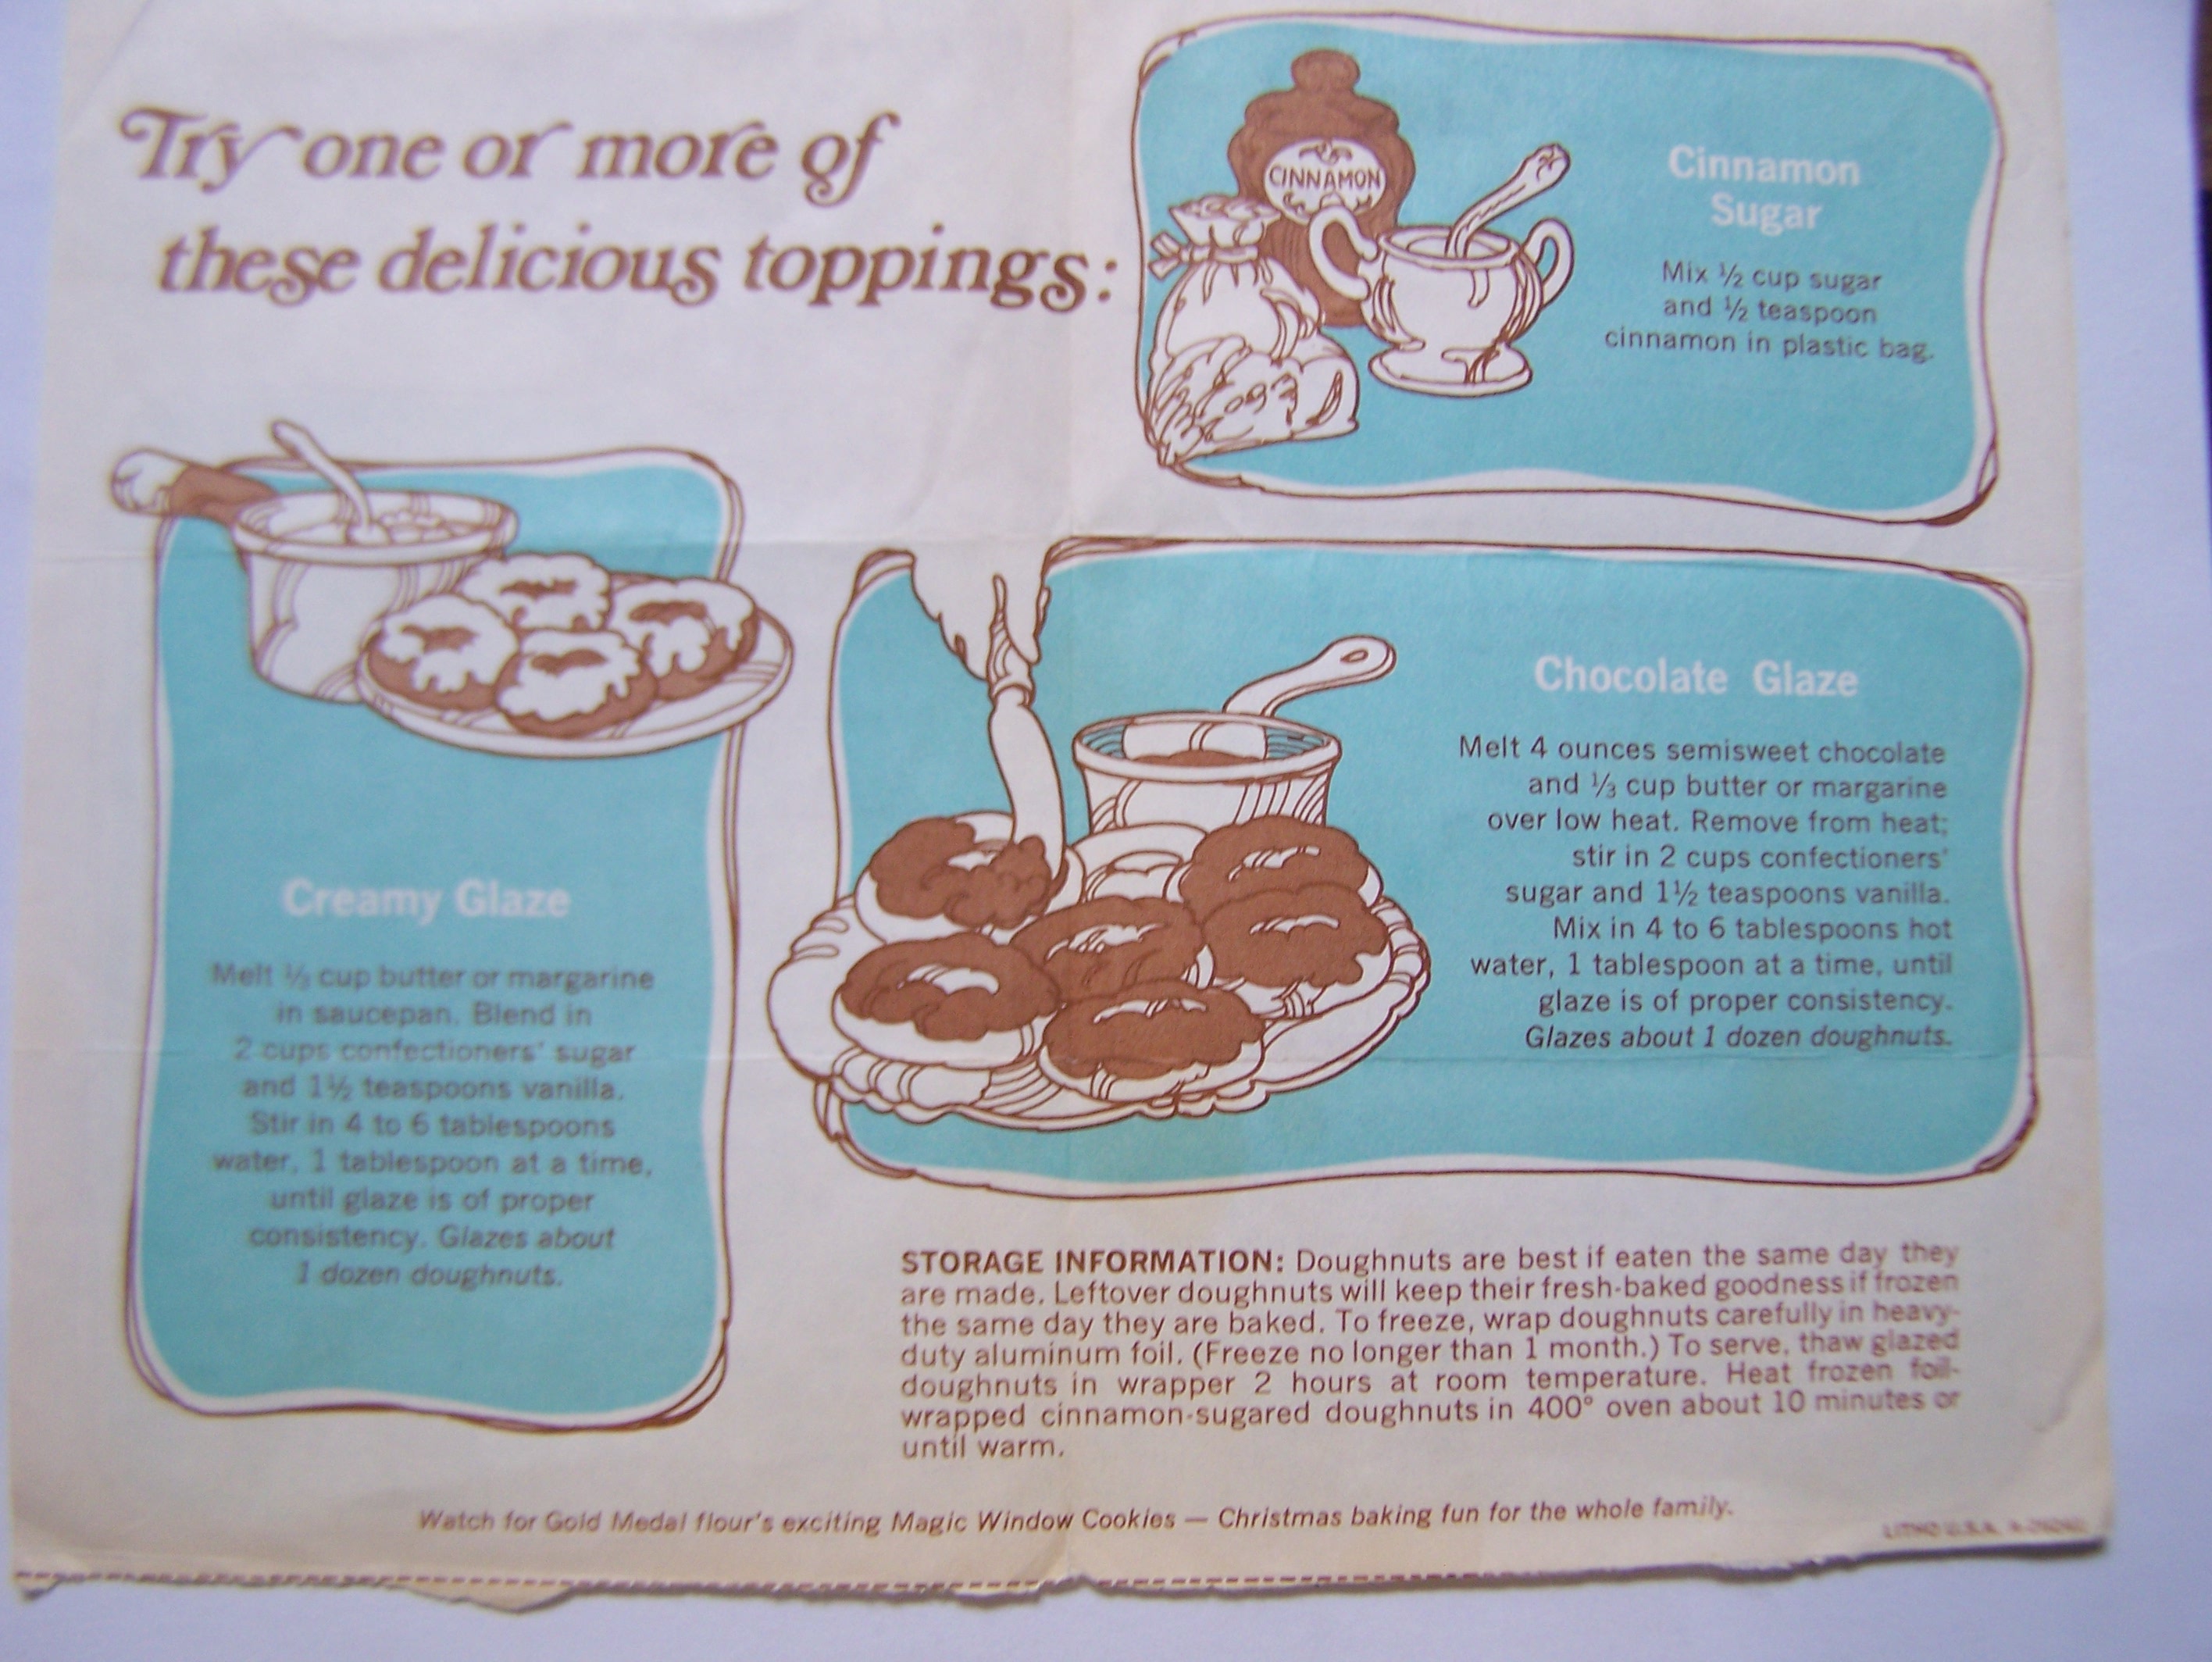 Try one or more of
these delicious toppings:
CINNAMON
Cinnamon
Sugar
Mix ½ cup sugar
and ½ teaspoon
cinnamon in plastic bag.
Creamy Glaze
Melt ⅓ cup butter or margarine
in saucepan. Blend in
2 cups confectioners' sugar
and 1½ teaspoons vanilla.
Stir in 4 to 6 tablespoons
water, 1 tablespoon at a time,
until glaze is of proper
consistency. Glazes about
1 dozen doughnuts.
Chocolate Glaze
Melt 4 ounces semisweet chocolate
and ⅓ cup butter or margarine
over low heat. Remove from heat;
stir in 2 cups confectioners'
sugar and 1½ teaspoons vanilla.
Mix in 4 to 6 tablespoons hot
water, 1 tablespoon at a time, until
glaze is of proper consistency.
Glazes about 1 dozen doughnuts.
STORAGE INFORMATION: Doughnuts are best if eaten the same day they
are made. Leftover doughnuts will keep their fresh-baked goodness if frozen
the same day they are baked. To freeze, wrap doughnuts carefully in heavy-
duty aluminum foil. (Freeze no longer than 1 month.) To serve, thaw glazed
doughnuts in wrapper 2 hours at room temperature. Heat frozen foil-
wrapped cinnamon-sugared doughnuts in 400° oven about 10 minutes or
until warm.
Watch for Gold Medal flour's exciting Magic Window Cookies — Christmas baking fun for the whole family.
LITHO U.S.A.